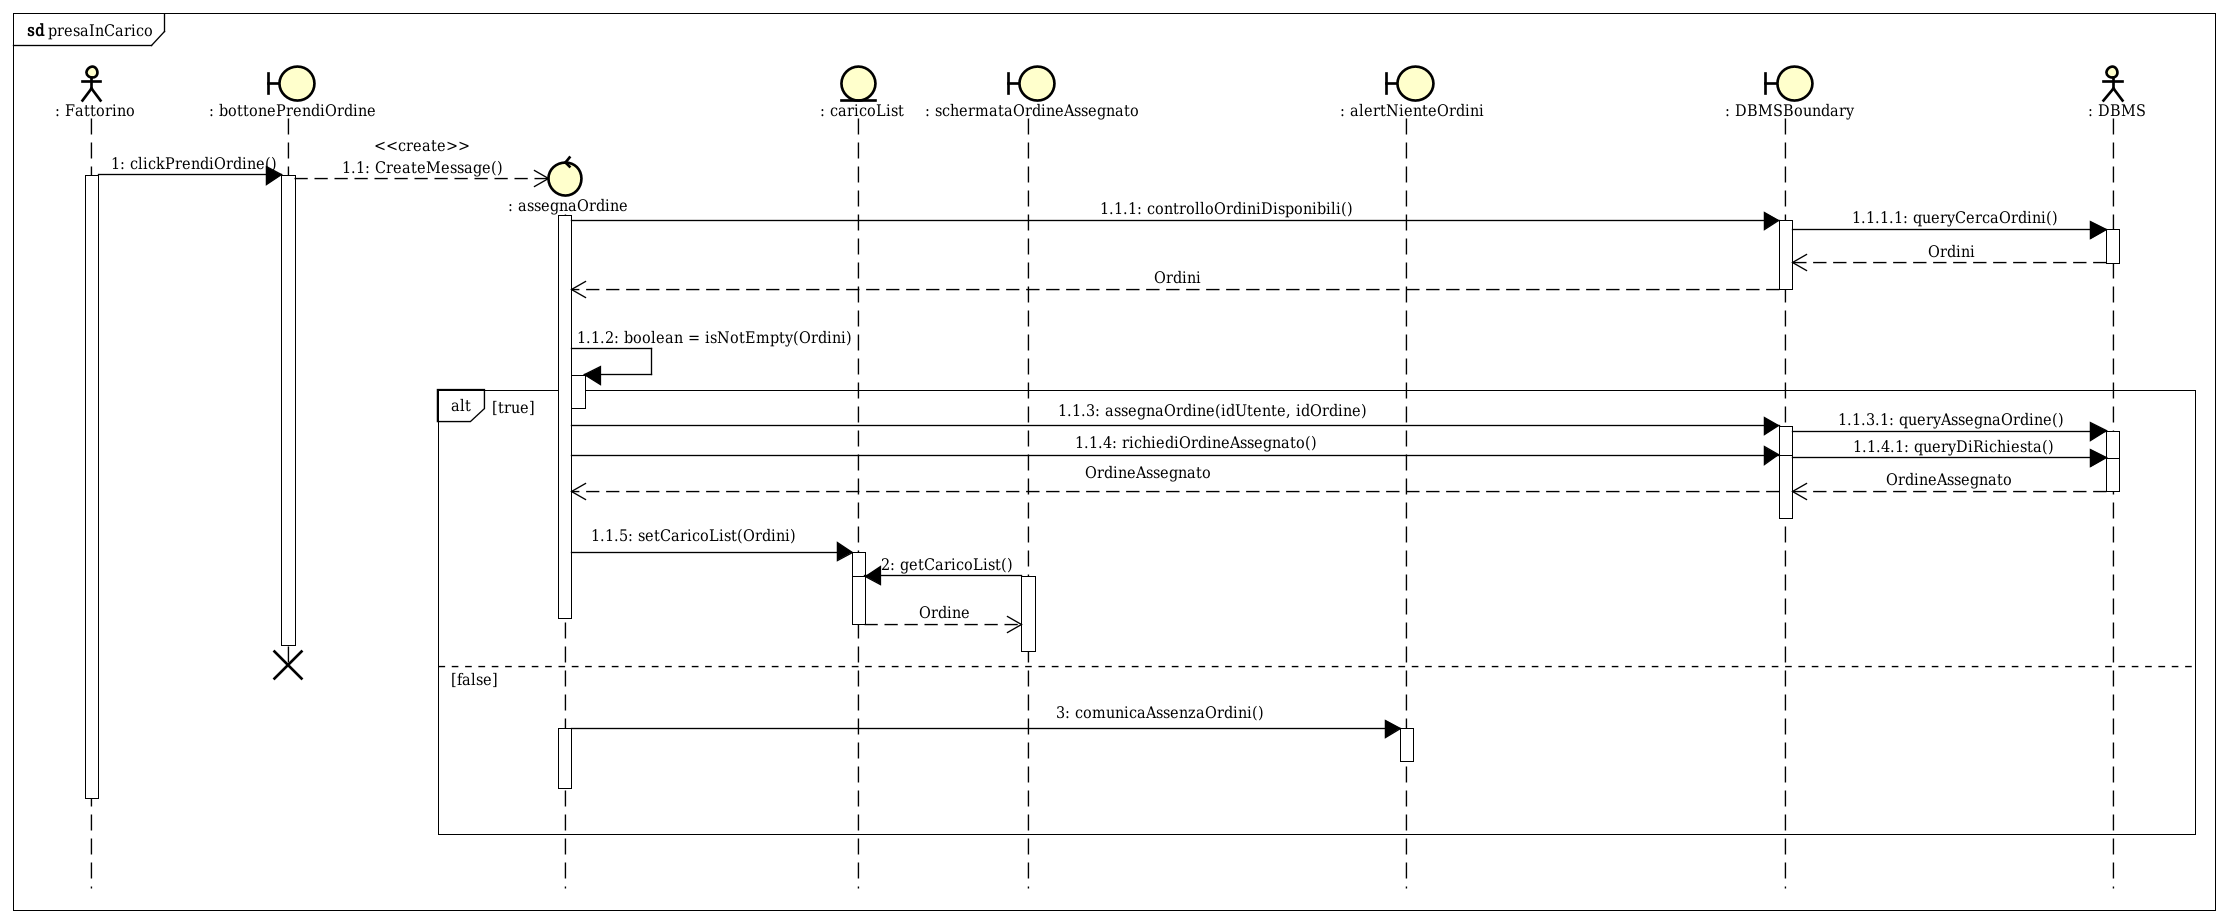 sd presaInCarico
: Fattorino
: bottonePrendiOrdine
: caricoList
: schermataOrdineAssegnato
: alertNienteOrdini
: DBMSBoundary
: DBMS
<<create>>
1: clickPrendiOrdine()
1.1: CreateMessage()
: assegnaOrdine
1.1.1: controlloOrdiniDisponibili()
1.1.1.1: queryCercaOrdini()
Ordini
Ordini
1.1.2: boolean = isNotEmpty(Ordini)
alt
[true]
1.1.3: assegnaOrdine(idUtente, idOrdine)
1.1.3.1: queryAssegnaOrdine()
1.1.4: richiediOrdineAssegnato()
1.1.4.1: queryDiRichiesta()
OrdineAssegnato
OrdineAssegnato
1.1.5: setCaricoList(Ordini)
2: getCaricoList()
Ordine
[false]
3: comunicaAssenzaOrdini()